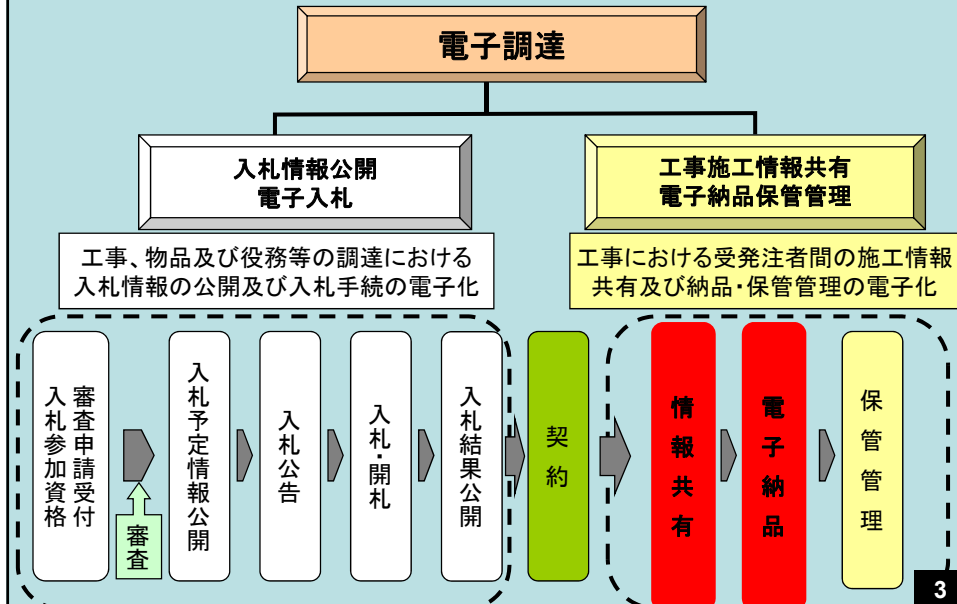 電子調達
入札情報公開
電子入札
工事施工情報共有
電子納品保管管理
工事、物品及び役務等の調達における
入札情報の公開及び入札手続の電子化
工事における受発注者間の施工情報
共有及び納品・保管管理の電子化
入札参加資格
審査申請受付
審査
入札予定情報公開
入札公告
入札・開札
入札結果公開
契約
情報共有
電子納品
保管管理
3